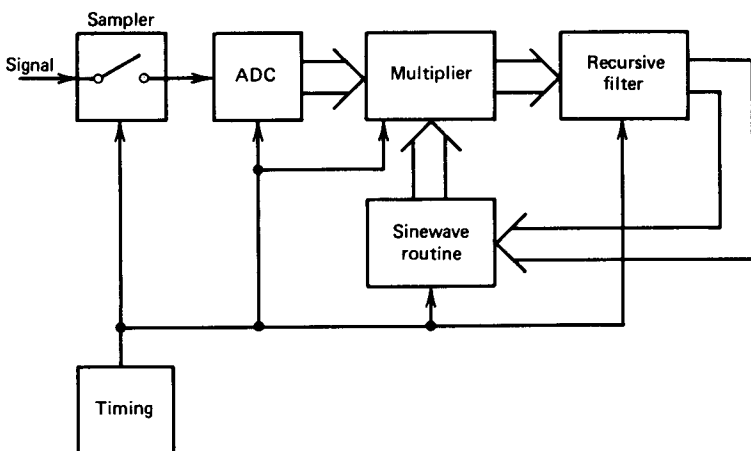 Sampler
Signal
ADC
Multiplier
Recursive
filter
Sinewave
routine
Timing